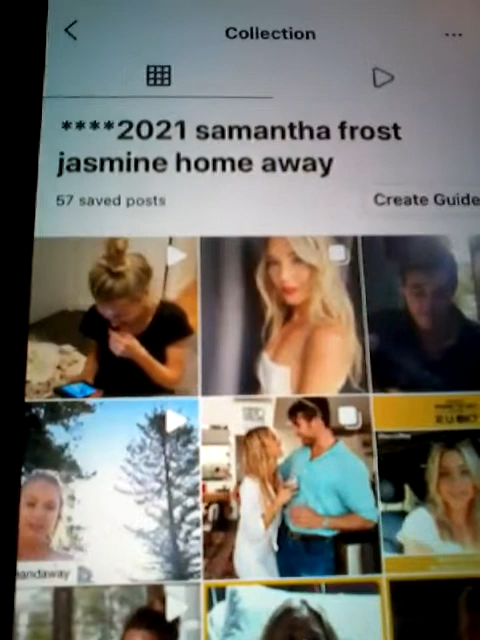 Collection
...
****2021 samantha frost
jasmine home away
57 saved posts
Create Guide
andaway